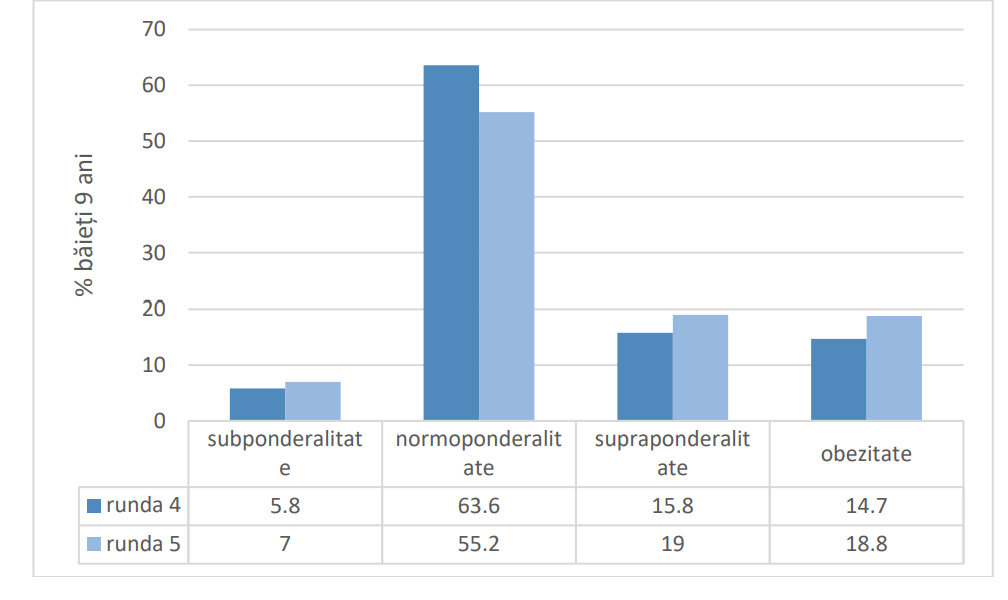 70
60
50
40
30
20
10
0
% băieți 9 ani
subponderalitat
e
normoponderalit
ate
supraponderalit
ate
obezitate
runda 4 5.8 63.6 15.8 14.7
runda 5 7 55.2 19 18.8